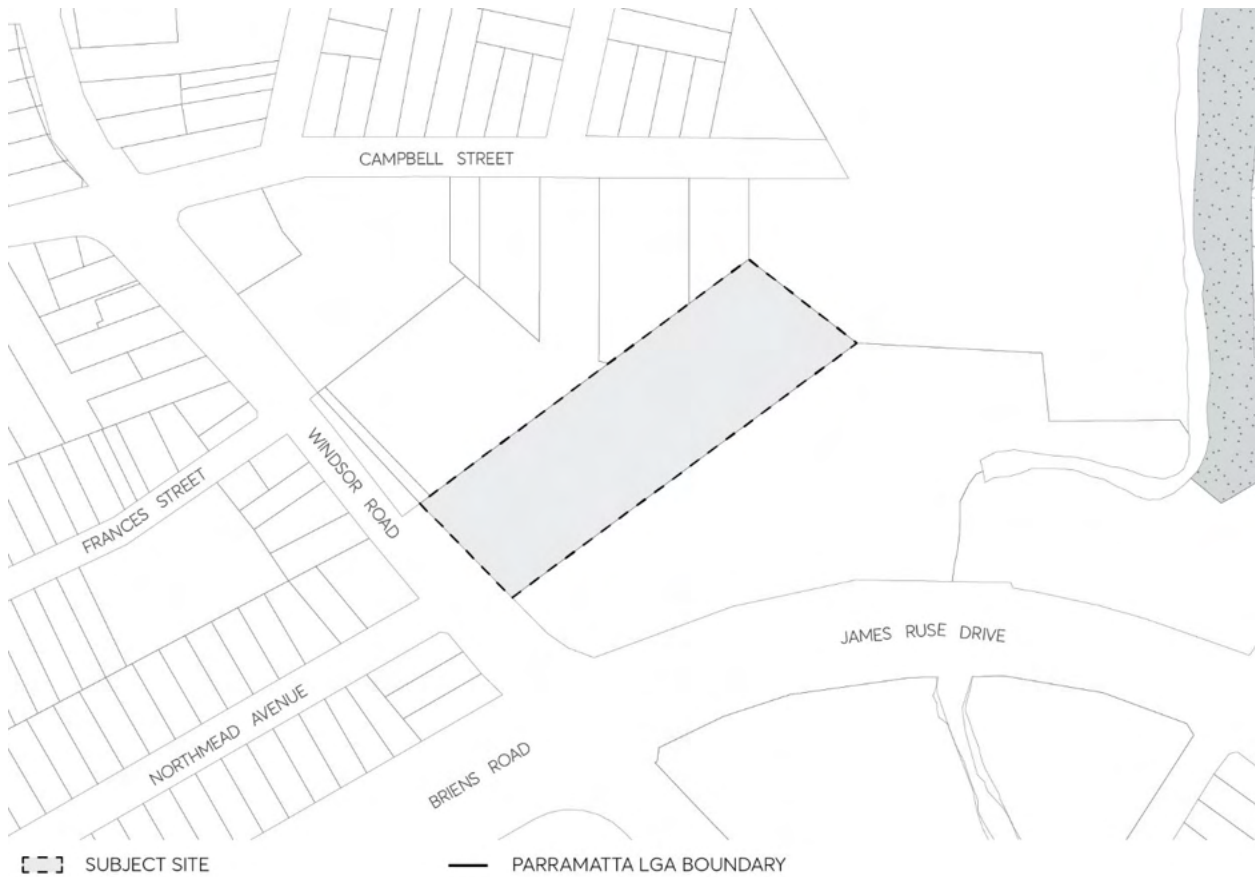 CAMPBELL STREET
WINDSOR ROAD
FRANCES STREET
JAMES RUSE DRIVE
NORTHMEAD AVENUE
BRIENS ROAD
SUBJECT SITE
PARRAMATTA LGA BOUNDARY